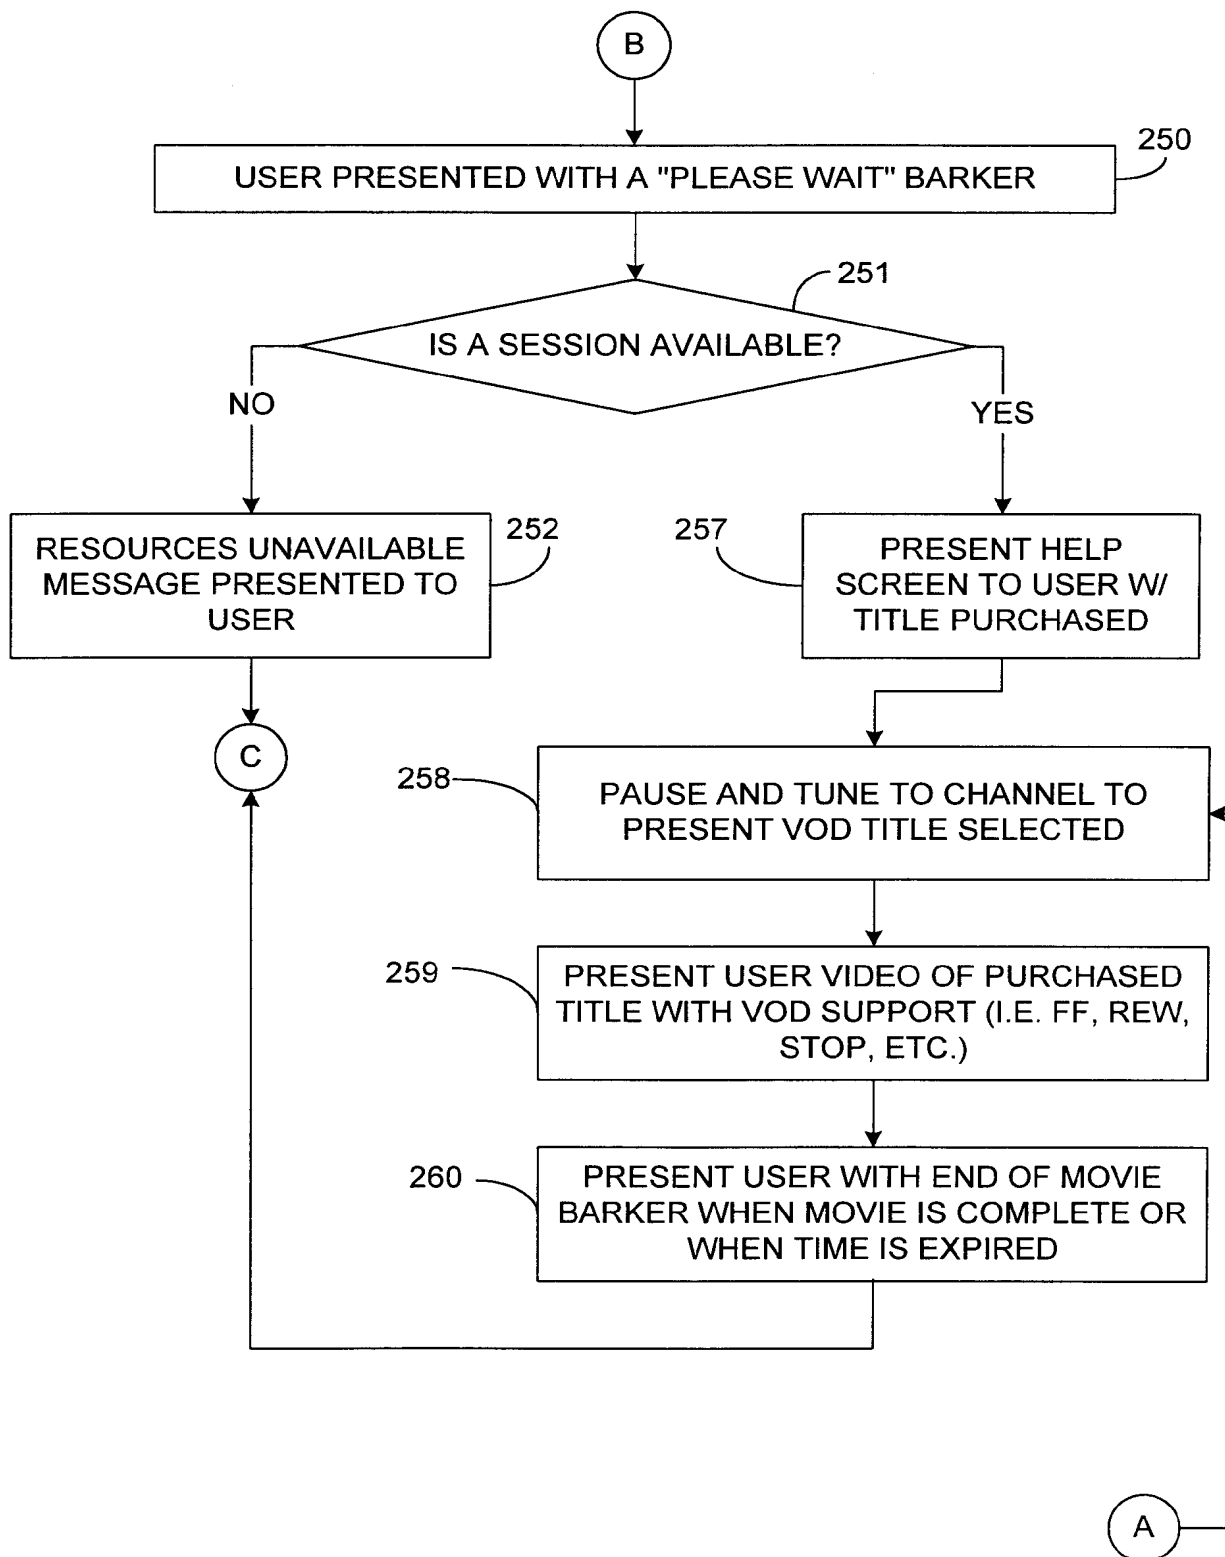 B
250
USER PRESENTED WITH A "PLEASE WAIT" BARKER
251
IS A SESSION AVAILABLE?
NO
YES
252
RESOURCES UNAVAILABLE
MESSAGE PRESENTED TO
USER
257
PRESENT HELP
SCREEN TO USER W/
TITLE PURCHASED
C
258
PAUSE AND TUNE TO CHANNEL TO
PRESENT VOD TITLE SELECTED
259
PRESENT USER VIDEO OF PURCHASED
TITLE WITH VOD SUPPORT (I.E. FF, REW,
STOP, ETC.)
260
PRESENT USER WITH END OF MOVIE
BARKER WHEN MOVIE IS COMPLETE OR
WHEN TIME IS EXPIRED
A